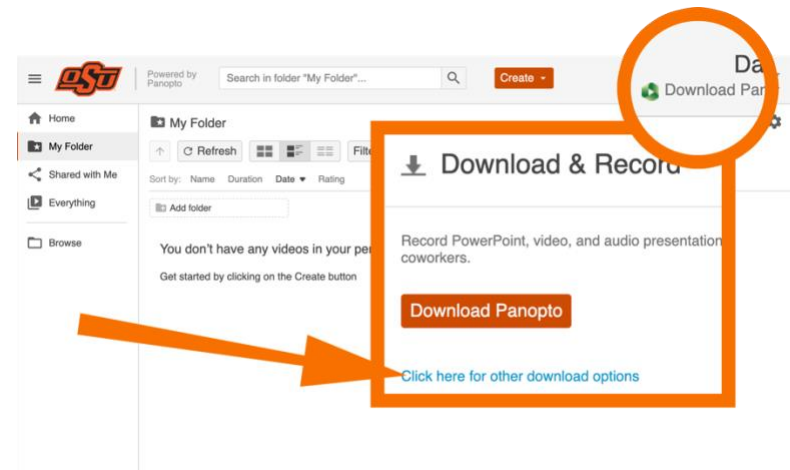 OSU
Powered by
Panopto
Search in folder "My Folder"...
Create
Download
Home
My Folder
Shared with Me
Everything
Browse
My Folder
Refresh
Sort by: Name Duration Date Rating
Add folder
You don't have any videos in your
Get started by clicking on the Create button
Download & Record
Record PowerPoint, video, and audio
coworkers.
Download Panopto
Click here for other download options